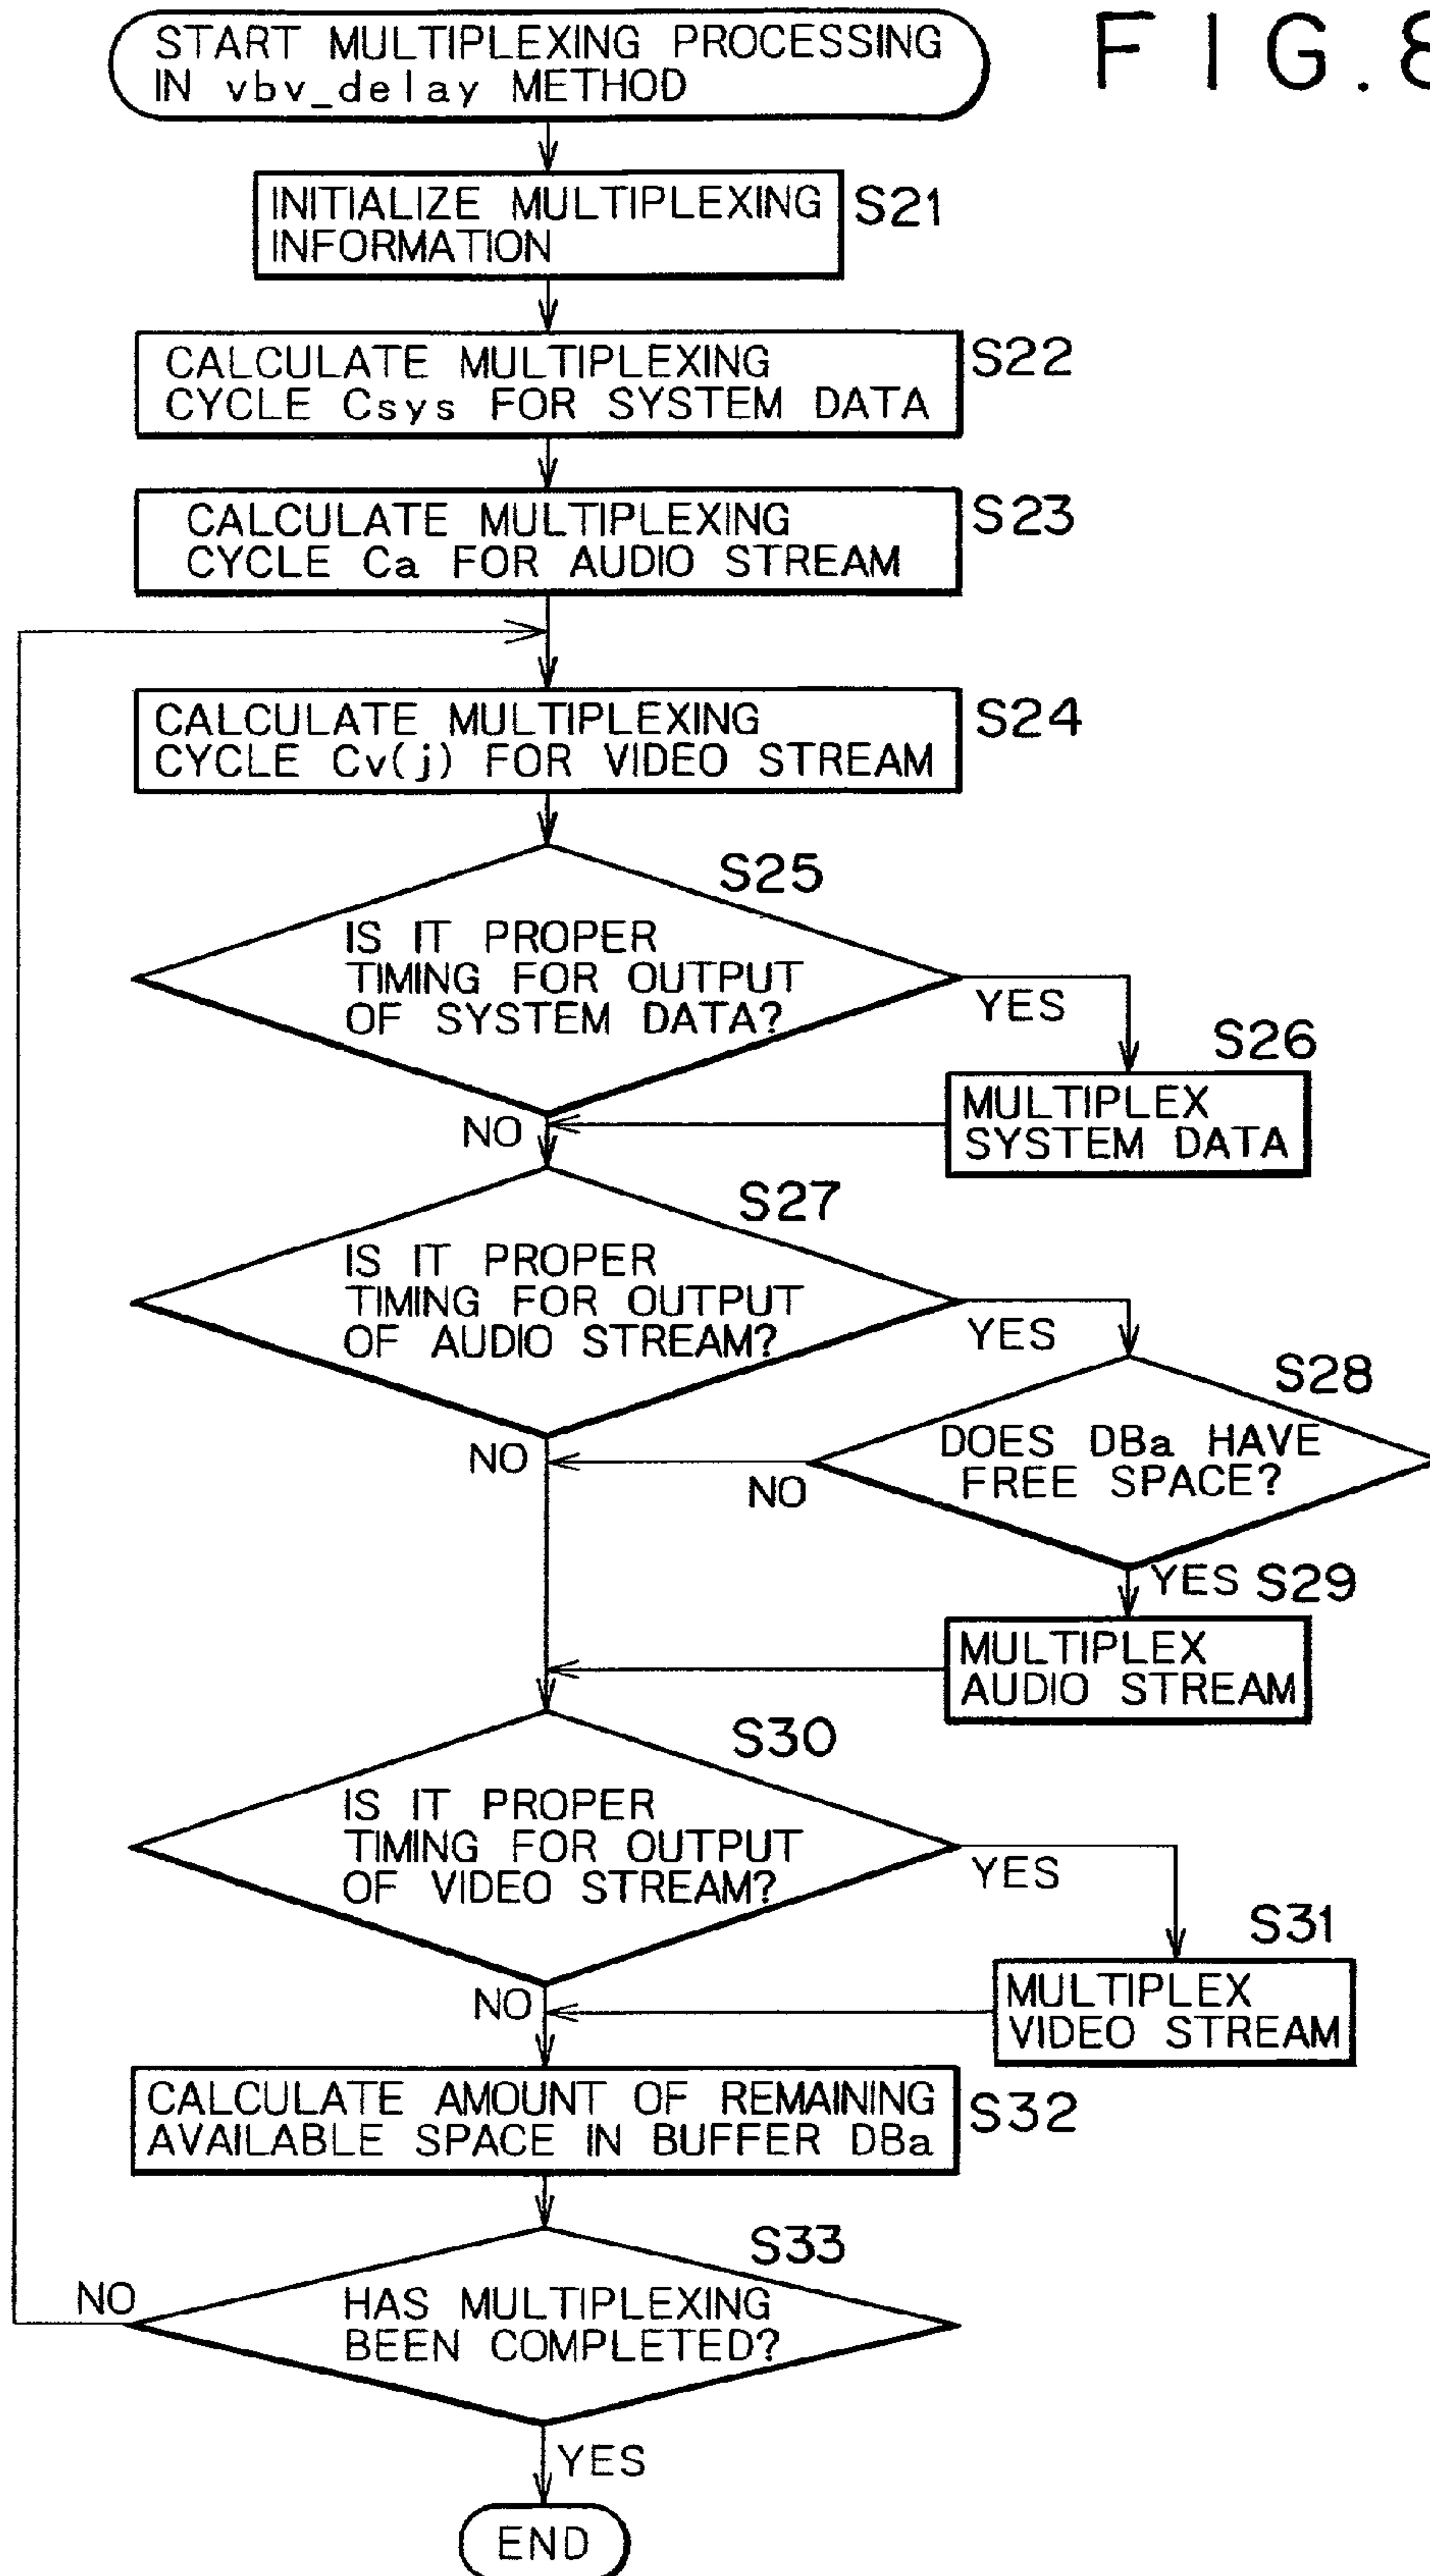 START MULTIPLEXING PROCESSING
IN vbv_delay METHOD
FIG.8
INITIALIZE MULTIPLEXING
INFORMATION
S21
CALCULATE MULTIPLEXING
CYCLE Csys FOR SYSTEM DATA
S22
CALCULATE MULTIPLEXING
CYCLE Ca FOR AUDIO STREAM
S23
CALCULATE MULTIPLEXING
CYCLE Cv(j) FOR VIDEO STREAM
S24
S25
IS IT PROPER
TIMING FOR OUTPUT
OF SYSTEM DATA?
YES
S26
MULTIPLEX
SYSTEM DATA
NO
S27
IS IT PROPER
TIMING FOR OUTPUT
OF AUDIO STREAM?
YES
S28
DOES DBa HAVE
FREE SPACE?
NO
NO
YES
S29
MULTIPLEX
AUDIO STREAM
S30
IS IT PROPER
TIMING FOR OUTPUT
OF VIDEO STREAM?
YES
S31
MULTIPLEX
VIDEO STREAM
NO
CALCULATE AMOUNT OF REMAINING
AVAILABLE SPACE IN BUFFER DBa
S32
S33
HAS MULTIPLEXING
BEEN COMPLETED?
NO
YES
END